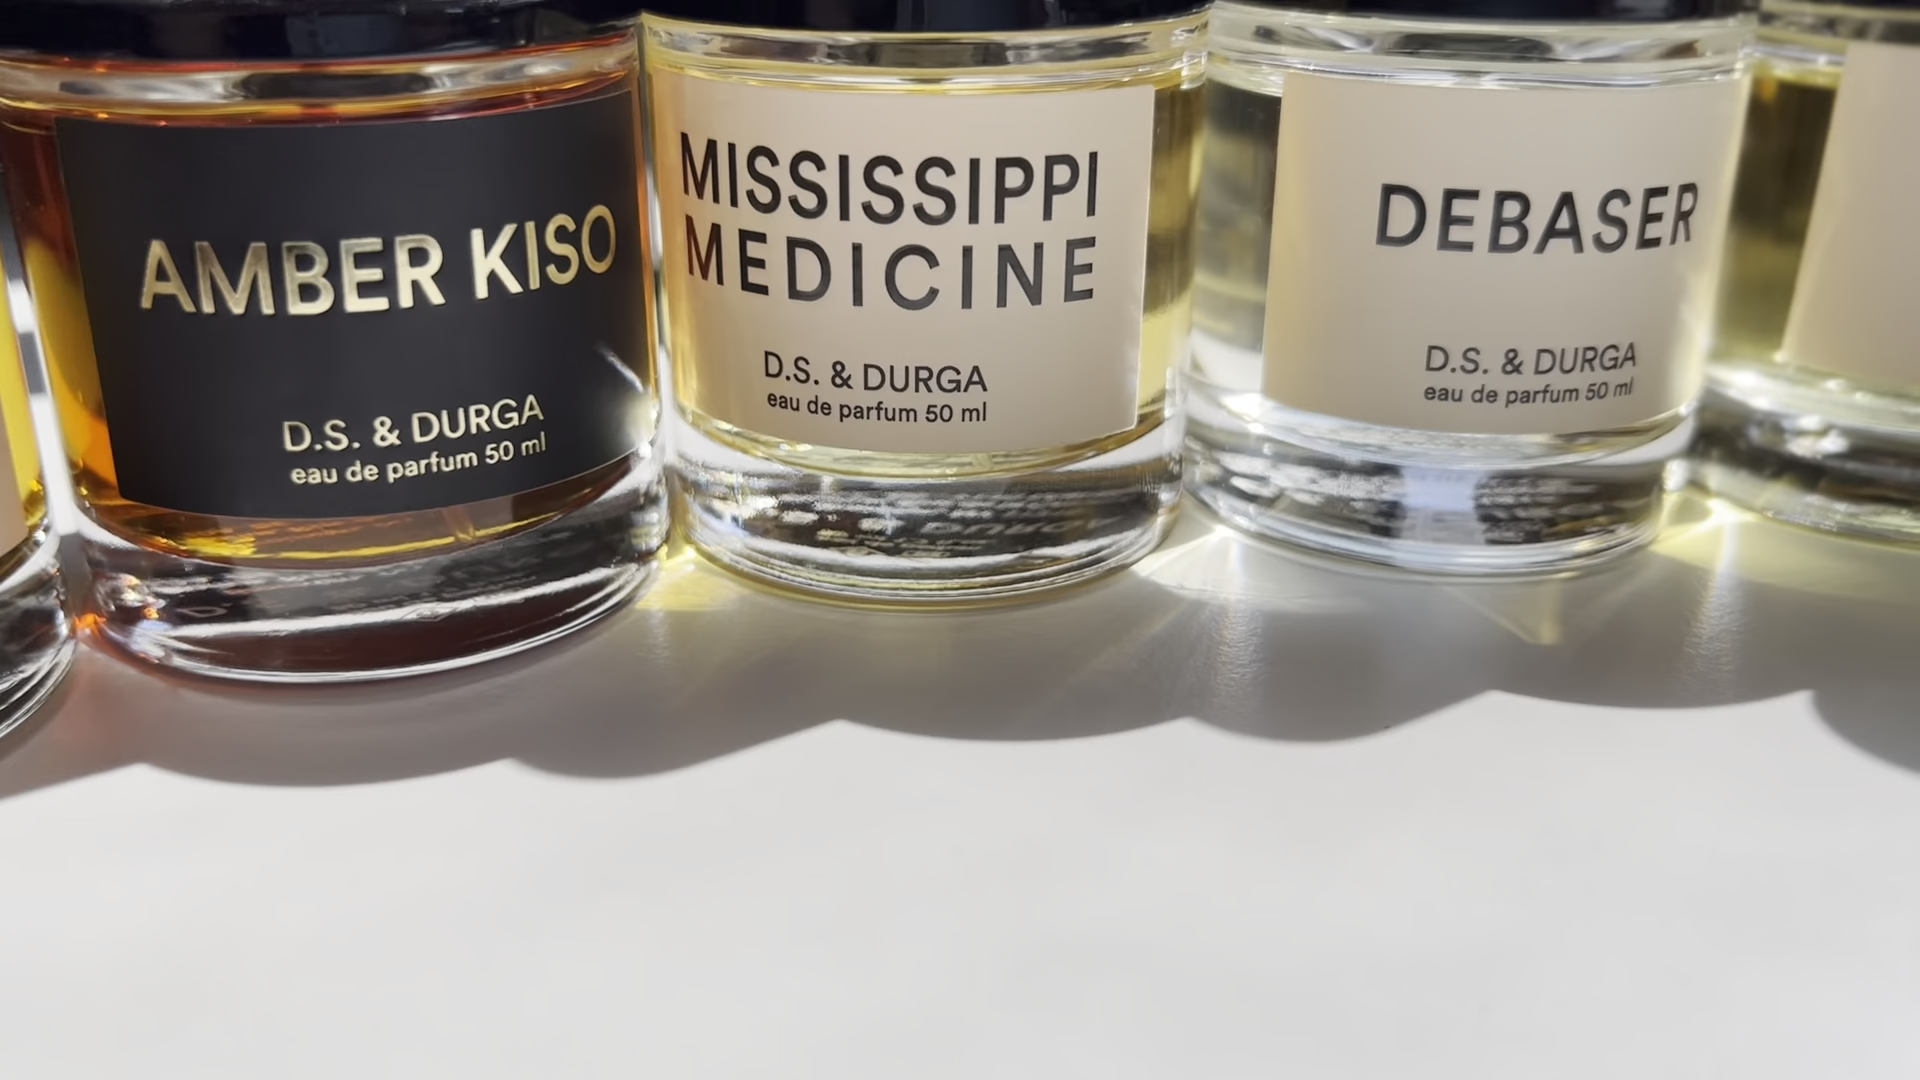 AMBER KISO
D.S. & DURGA
eau de parfum 50 ml
MISSISSIPPI
MEDICINE
D.S. & DURGA
eau de parfum 50 ml
DEBASER
D.S. & DURGA
eau de parfum 50 ml